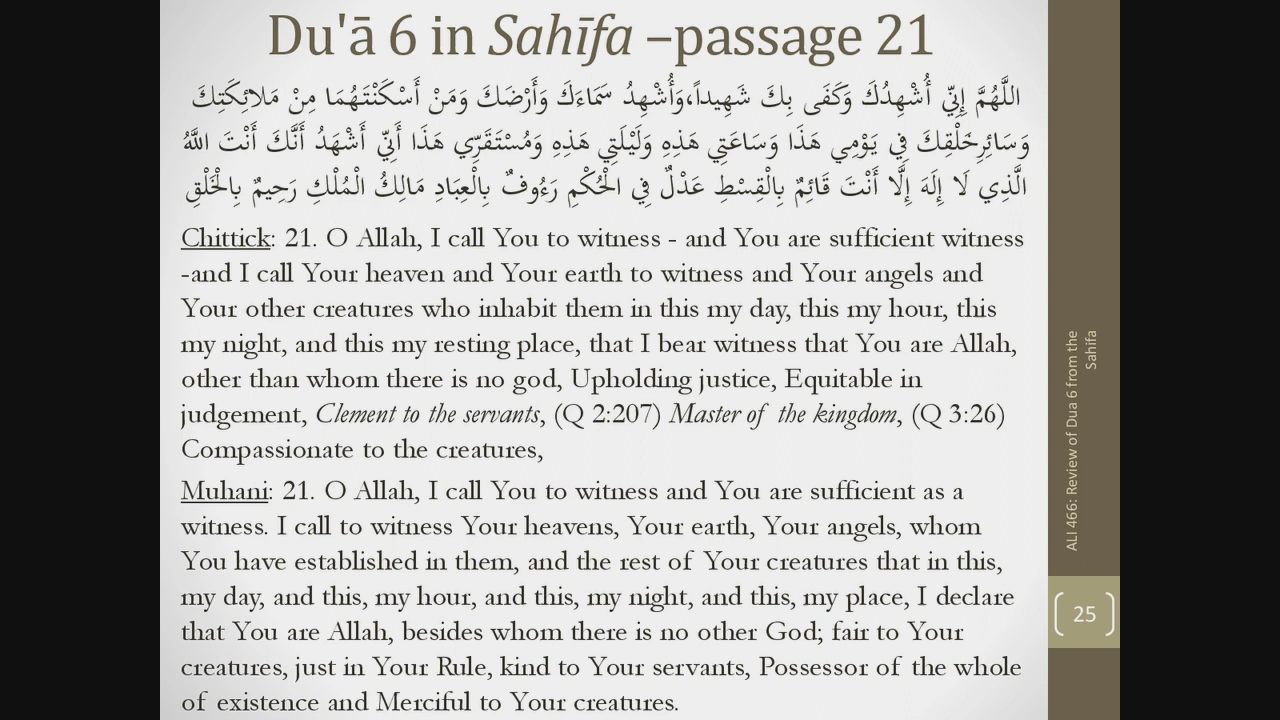 Du'ā 6 in Sahīfa –passage 21
اللَّهُمَّ إِنِّي أُشْهِدُكَ وَكَفَى بِكَ شَهِيداً،وَأُشْهِدُ سَمَاءَكَ وَأَرْضَكَ وَمَنْ أَسْكَنْتَهُمَا مِنْ مَلائِكَتِكَ
وَسَائِرِخَلْقِكَ فِي يَوْمِي هَذَا وَسَاعَتِي هَذِهِ وَلَيْلَتِي هَذِهِ وَمُسْتَقَرِّي هَذَا أَنِّي أَشْهَدُ أَنَّكَ أَنْتَ اللَّهُ
الَّذِي لَا إِلَهَ إِلَّا أَنْتَ قَائِمٌ بِالْقِسْطِ عَدْلٌ فِي الْحُكْمِ رَءُوفٌ بِالْعِبَادِ مَالِكُ الْمُلْكِ رَحِيمٌ بِالْخَلْقِ
Chittick: 21. O Allah, I call You to witness - and You are sufficient witness
-and I call Your heaven and Your earth to witness and Your angels and
Your other creatures who inhabit them in this my day, this my hour, this
my night, and this my resting place, that I bear witness that You are Allah,
other than whom there is no god, Upholding justice, Equitable in
judgement, Clement to the servants, (Q 2:207) Master of the kingdom, (Q 3:26)
Compassionate to the creatures,
Muhani: 21. O Allah, I call You to witness and You are sufficient as a
witness. I call to witness Your heavens, Your earth, Your angels, whom
You have established in them, and the rest of Your creatures that in this,
my day, and this, my hour, and this, my night, and this, my place, I declare
that You are Allah, besides whom there is no other God; fair to Your
creatures, just in Your Rule, kind to Your servants, Possessor of the whole
of existence and Merciful to Your creatures.
ALI 466: Review of Dua 6 from the
Sahifa
25